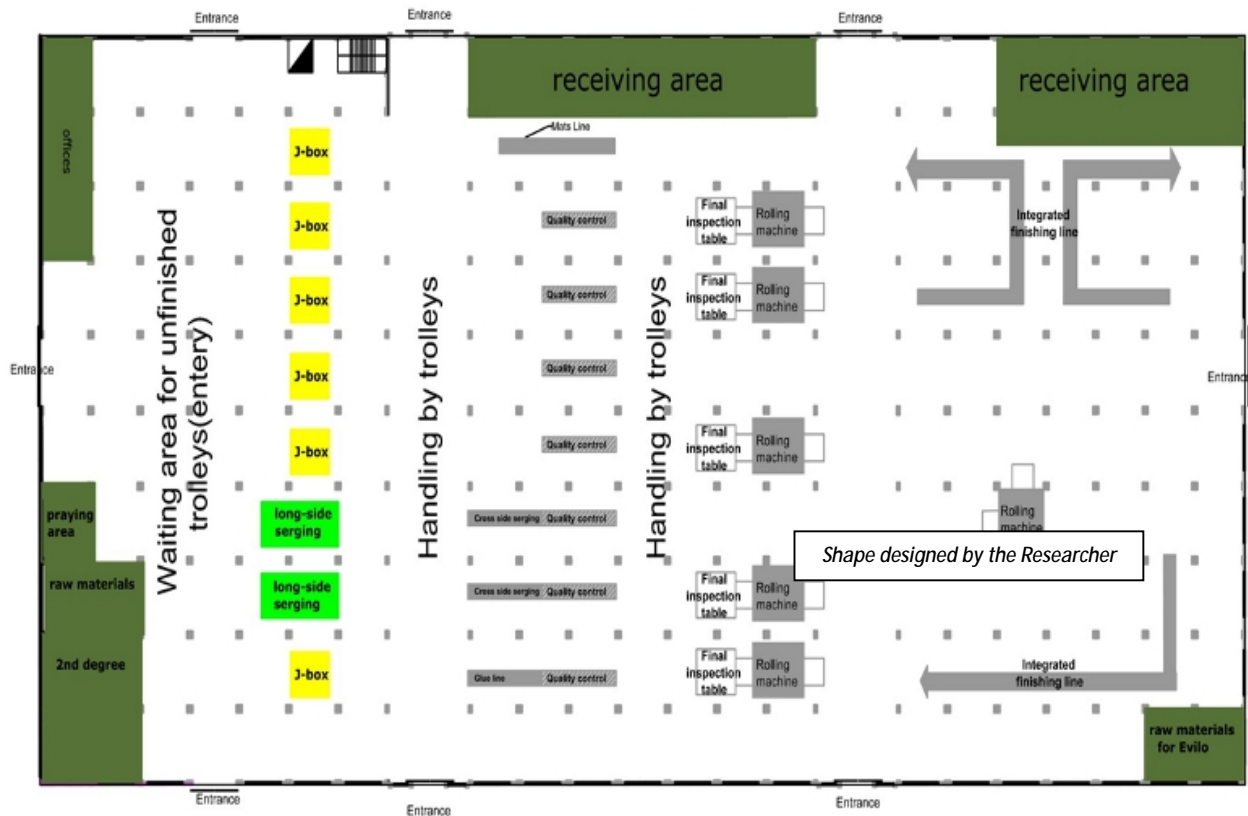 Entrance
Entrance
Entrance
offices
receiving area
receiving area
Mats Line
J-box
J-box
J-box
J-box
J-box
long-side
serging
long-side
serging
J-box
Waiting area for unfinished
trolleys(entery)
Handling by trolleys
Handling by trolleys
Quality control
Quality control
Quality control
Quality control
Cross side serging
Quality control
Cross side serging
Quality control
Glue line
Quality control
Final
inspection
table
Rolling
machine
Final
inspection
table
Rolling
machine
Final
inspection
table
Rolling
machine
Final
inspection
table
Rolling
machine
Final
inspection
table
Rolling
machine
Integrated
finishing line
Entrance
Entrance
Rolling
Shape designed by the Researcher
praying
area
raw materials
2nd degree
Integrated
finishing line
raw materials
for Evilo
Entrance
Entrance
Entrance